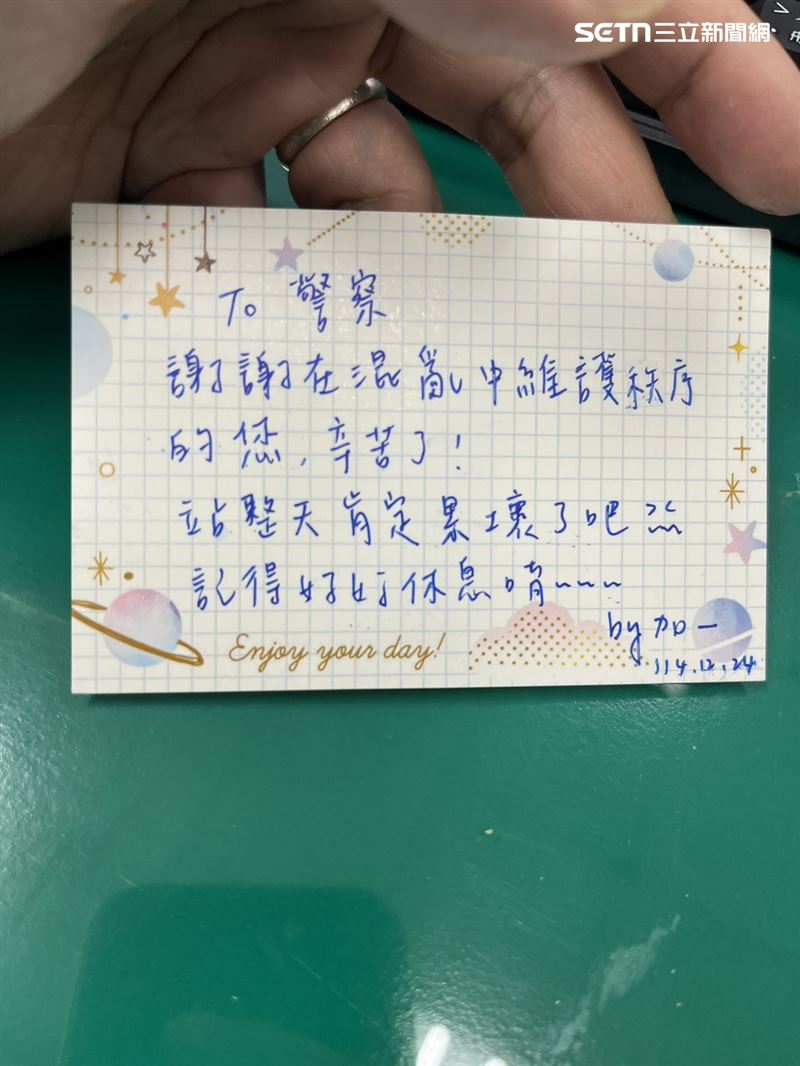 SETN三立新聞網
To 警察
謝謝在混亂中維護秩序
的您，辛苦了!
站整天肯定累壞了吧
記得好好休息唷~~~
by 加一
114.12.24
Enjoy your day!